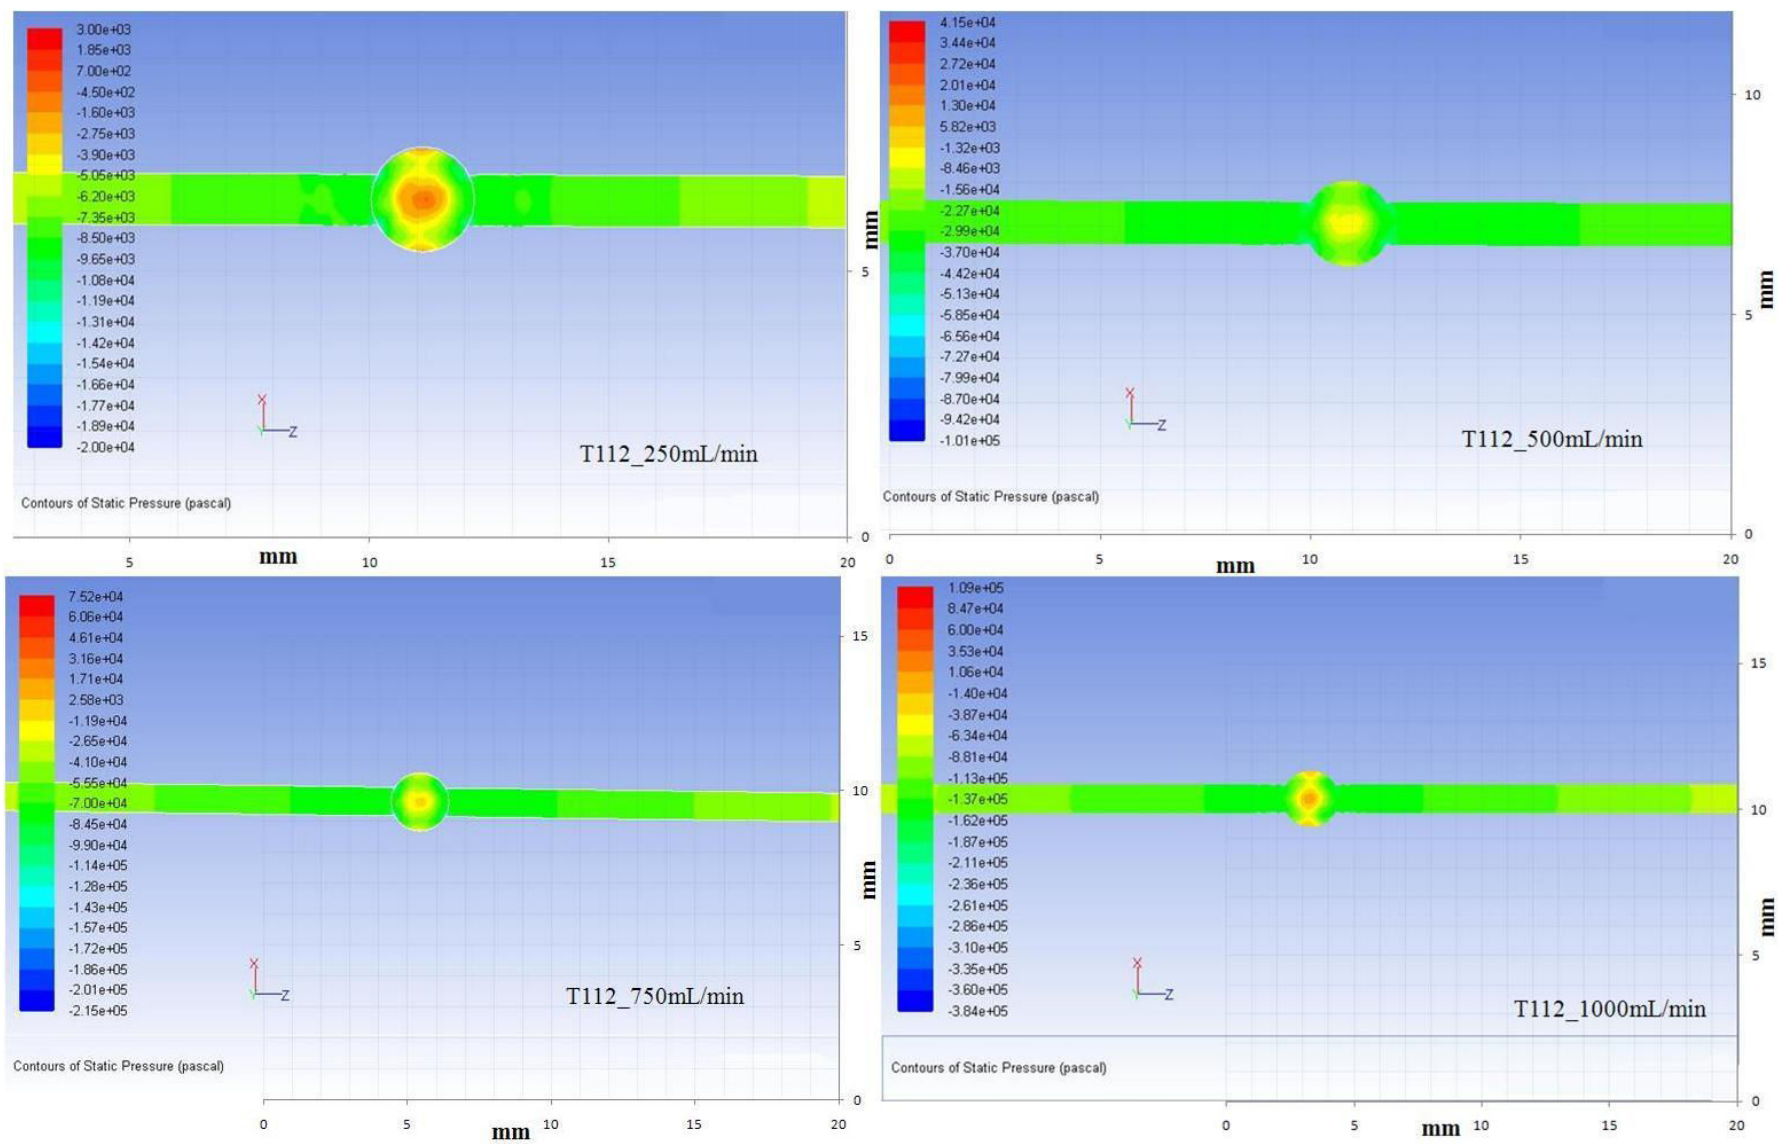 3.00e+03
1.85e+03
7.00e+02
-4.50e+02
-1.60e+03
-2.75e+03
-3.90e+03
-5.05e+03
-6.20e+03
-7.35e+03
-8.50e+03
-9.65e+03
-1.08e+04
-1.19e+04
-1.31e+04
-1.42e+04
-1.54e+04
-1.66e+04
-1.77e+04
-1.89e+04
-2.00e+04
X
Y
Z
T112_250mL/min
Contours of Static Pressure (pascal)
mm
5
0
5
mm
10
15
20
4.15e+04
3.44e+04
2.72e+04
2.01e+04
1.30e+04
5.82e+03
-1.32e+03
-8.46e+03
-1.56e+04
-2.27e+04
-2.99e+04
-3.70e+04
-4.42e+04
-5.13e+04
-5.85e+04
-6.56e+04
-7.27e+04
-7.99e+04
-8.70e+04
-9.42e+04
-1.01e+05
X
Y
Z
T112_500mL/min
Contours of Static Pressure (pascal)
10
mm
5
0
0
5
mm
10
15
20
7.52e+04
6.06e+04
4.61e+04
3.16e+04
1.71e+04
2.58e+03
-1.19e+04
-2.65e+04
-4.10e+04
-5.55e+04
-7.00e+04
-8.45e+04
-9.90e+04
-1.14e+05
-1.28e+05
-1.43e+05
-1.57e+05
-1.72e+05
-1.86e+05
-2.01e+05
-2.15e+05
X
Y
Z
T112_750mL/min
Contours of Static Pressure (pascal)
15
10
mm
5
0
0
5
mm
10
15
20
1.09e+05
8.47e+04
6.00e+04
3.53e+04
1.06e+04
-1.40e+04
-3.87e+04
-6.34e+04
-8.81e+04
-1.13e+05
-1.37e+05
-1.62e+05
-1.87e+05
-2.11e+05
-2.36e+05
-2.61e+05
-2.86e+05
-3.10e+05
-3.35e+05
-3.60e+05
-3.84e+05
X
Y
Z
T112_1000mL/min
Contours of Static Pressure (pascal)
15
10
mm
5
0
0
5
mm
10
15
20